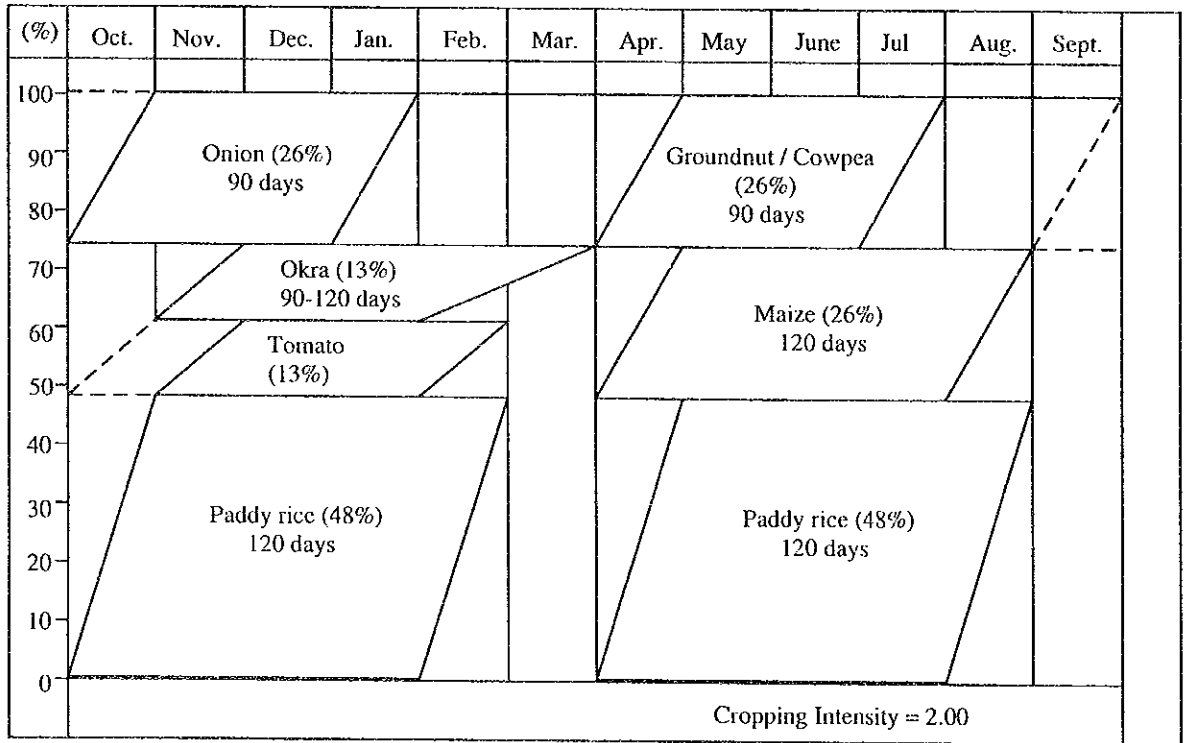 (%) Oct. Nov. Dec. Jan. Feb. Mar. Apr. May June Jul Aug. Sept.
100
90
80
70
60
50
40
30
20
10
0
Onion (26%)
90 days
Groundnut / Cowpea
(26%)
90 days
Okra (13%)
90-120 days
Tomato
(13%)
Maize (26%)
120 days
Paddy rice (48%)
120 days
Paddy rice (48%)
120 days
Cropping Intensity = 2.00